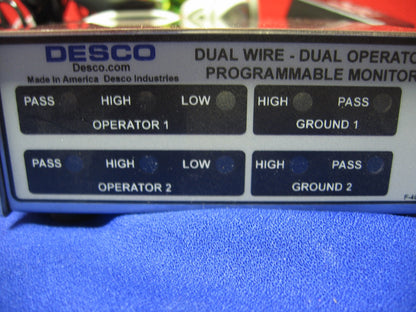 DESCO
Desco.com
Made in America Desco Industries
DUAL WIRE - DUAL OPERATO
PROGRAMMABLE MONITOR
PASS HIGH LOW
OPERATOR 1
HIGH PASS
GROUND 1
PASS HIGH LOW
OPERATOR 2
HIGH PASS
GROUND 2